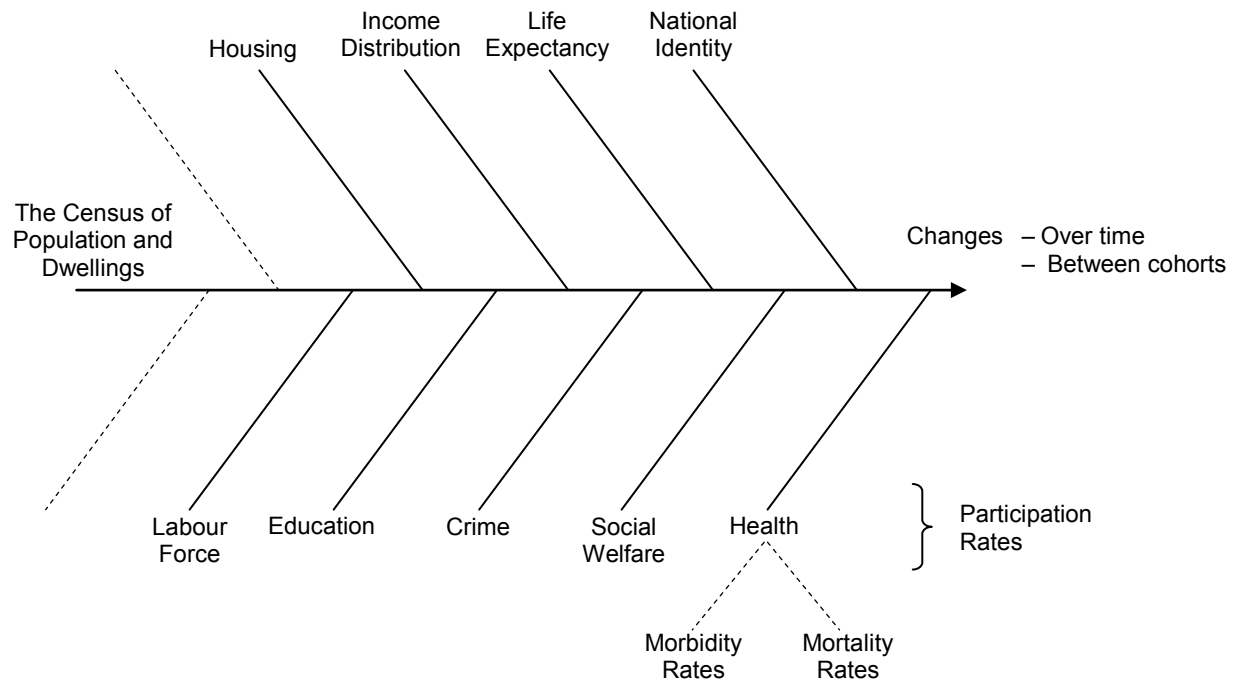 Housing
Income
Distribution
Life
Expectancy
National
Identity
The Census of
Population and
Dwellings
Changes – Over time
– Between cohorts
Labour
Force
Education
Crime
Social
Welfare
Health
Participation
Rates
Morbidity
Rates
Mortality
Rates